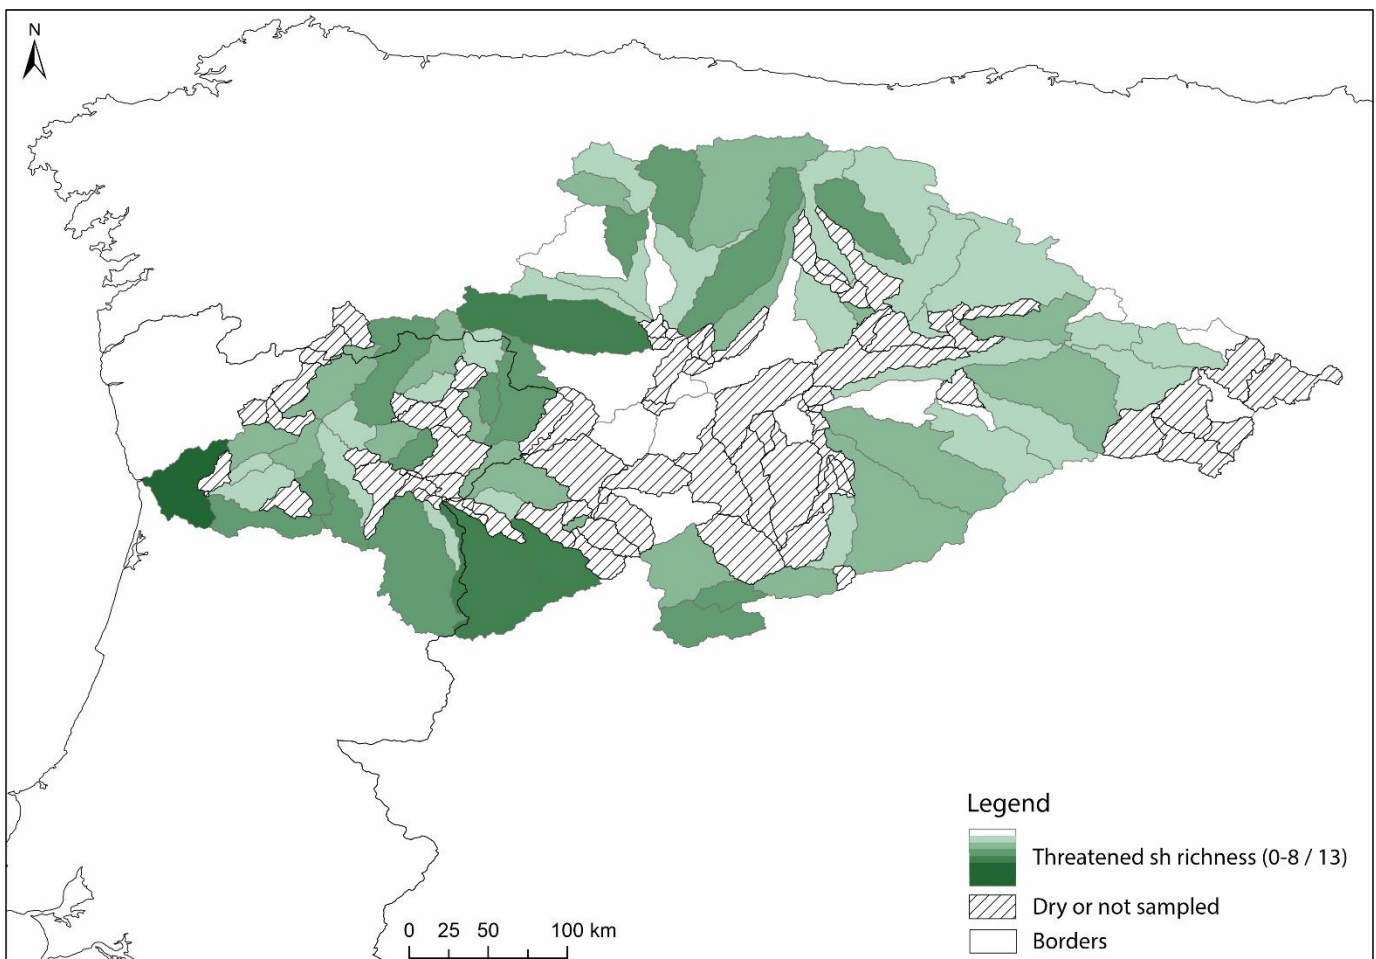 N
Legend
Threatened sh richness (0-8 / 13)
Dry or not sampled
Borders
0 25 50 100 km